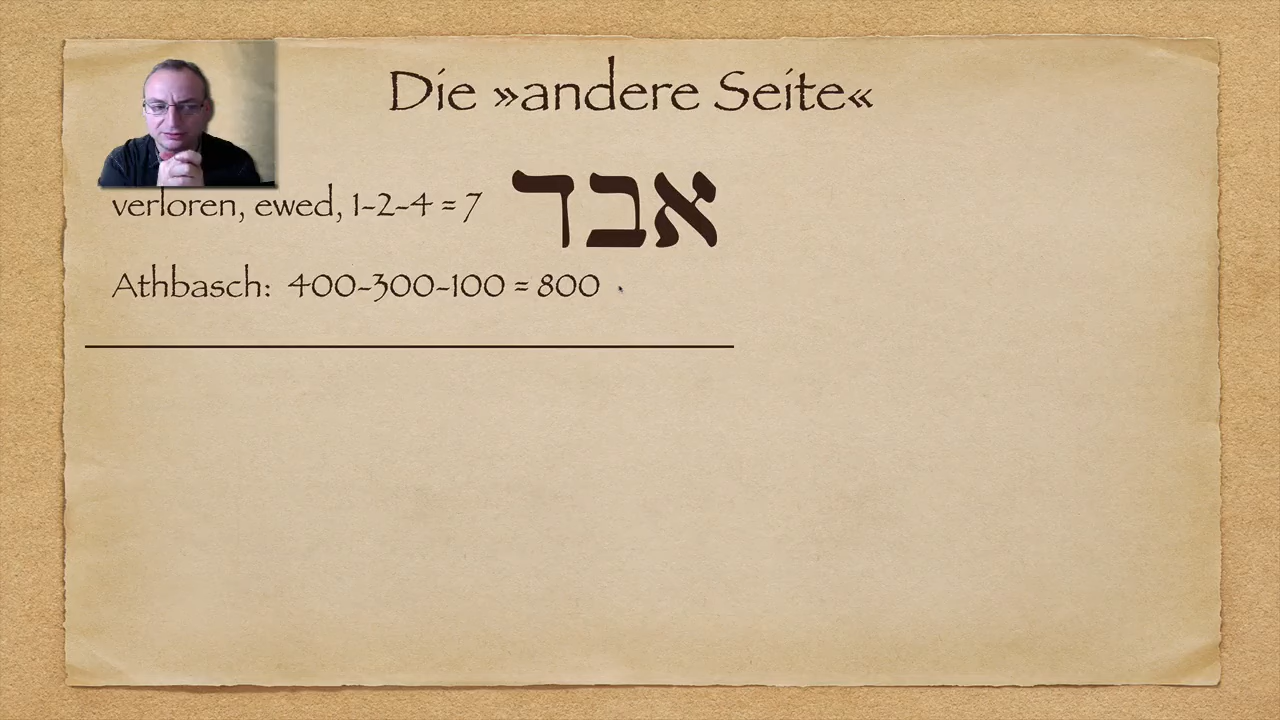 Die »andere Seite«
verloren, ewed, 1-2-4 = 7 אבד
Athbasch: 400-300-100 = 800